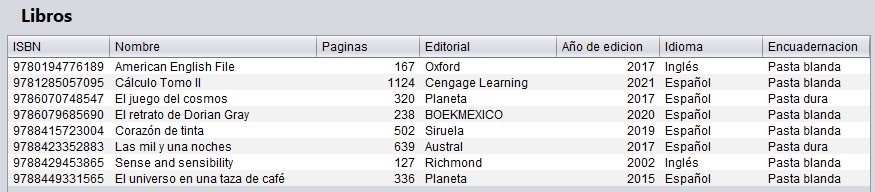 Libros
ISBN Nombre Paginas Editorial Año de edicion Idioma Encuadernacion
9780194776189 American English File 167 Oxford 2017 Inglés Pasta blanda
9781285057095 Cálculo Tomo II 1124 Cengage Learning 2021 Español Pasta blanda
9786070748547 El juego del cosmos 320 Planeta 2017 Español Pasta dura
9786079685690 El retrato de Dorian Gray 238 BOEKMEXICO 2020 Español Pasta blanda
9788415723004 Corazón de tinta 502 Siruela 2019 Español Pasta blanda
9788423352883 Las mil y una noches 639 Austral 2017 Español Pasta dura
9788429453865 Sense and sensibility 127 Richmond 2002 Inglés Pasta blanda
9788449331565 El universo en una taza de café 336 Planeta 2015 Español Pasta blanda